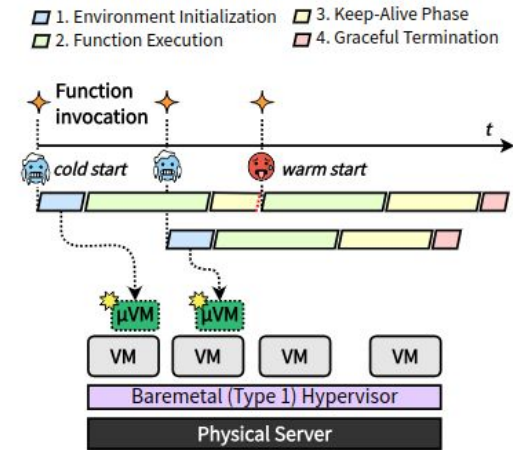 1. Environment Initialization
3. Keep-Alive Phase
2. Function Execution
4. Graceful Termination
Function
invocation
t
cold start
warm start
μVM
μVM
VM
VM
VM
VM
Baremetal (Type 1) Hypervisor
Physical Server